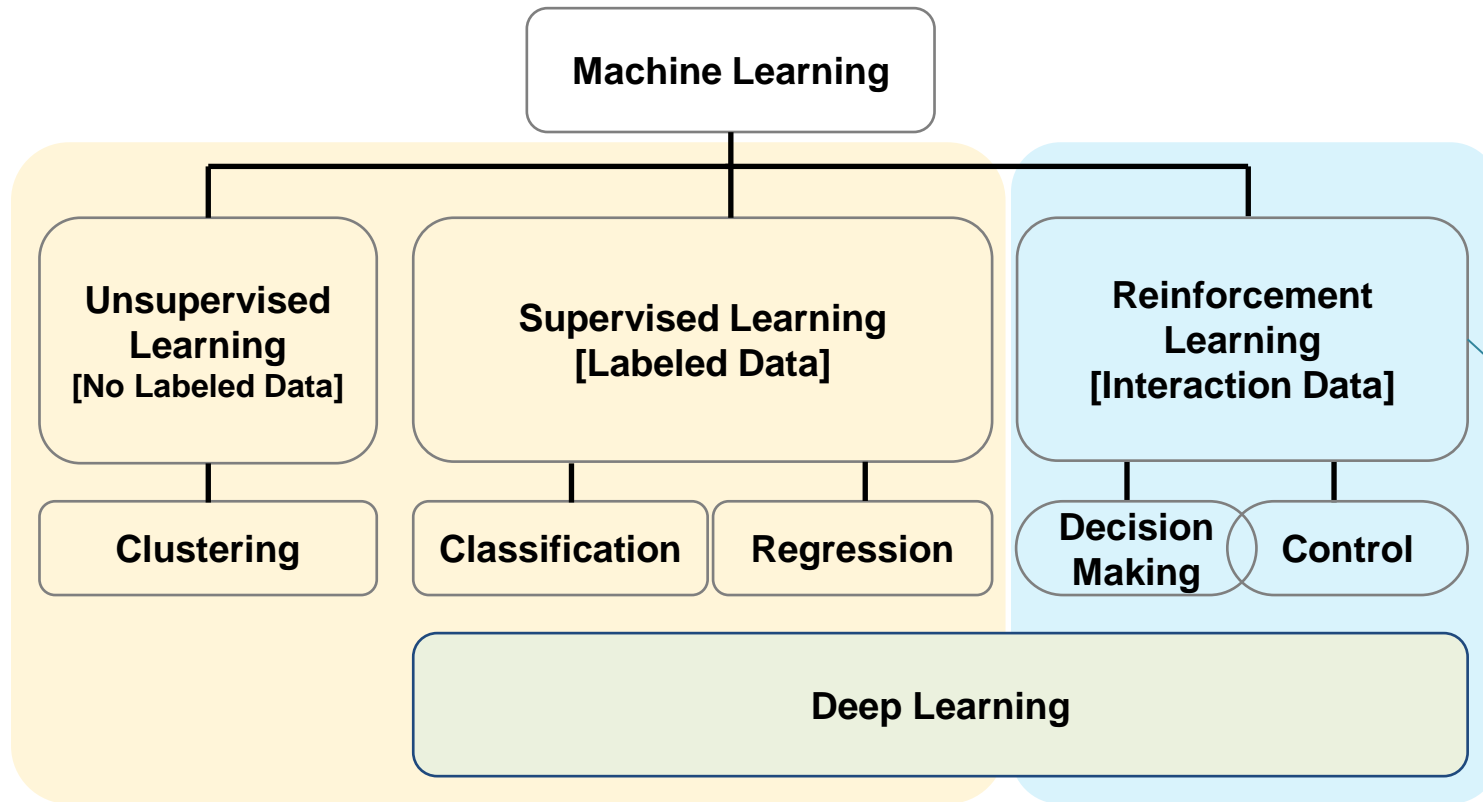 Machine Learning
Unsupervised
Learning
[No Labeled Data]
Supervised Learning
[Labeled Data]
Reinforcement
Learning
[Interaction Data]
Clustering
Classification
Regression
Decision
Making
Control
Deep Learning